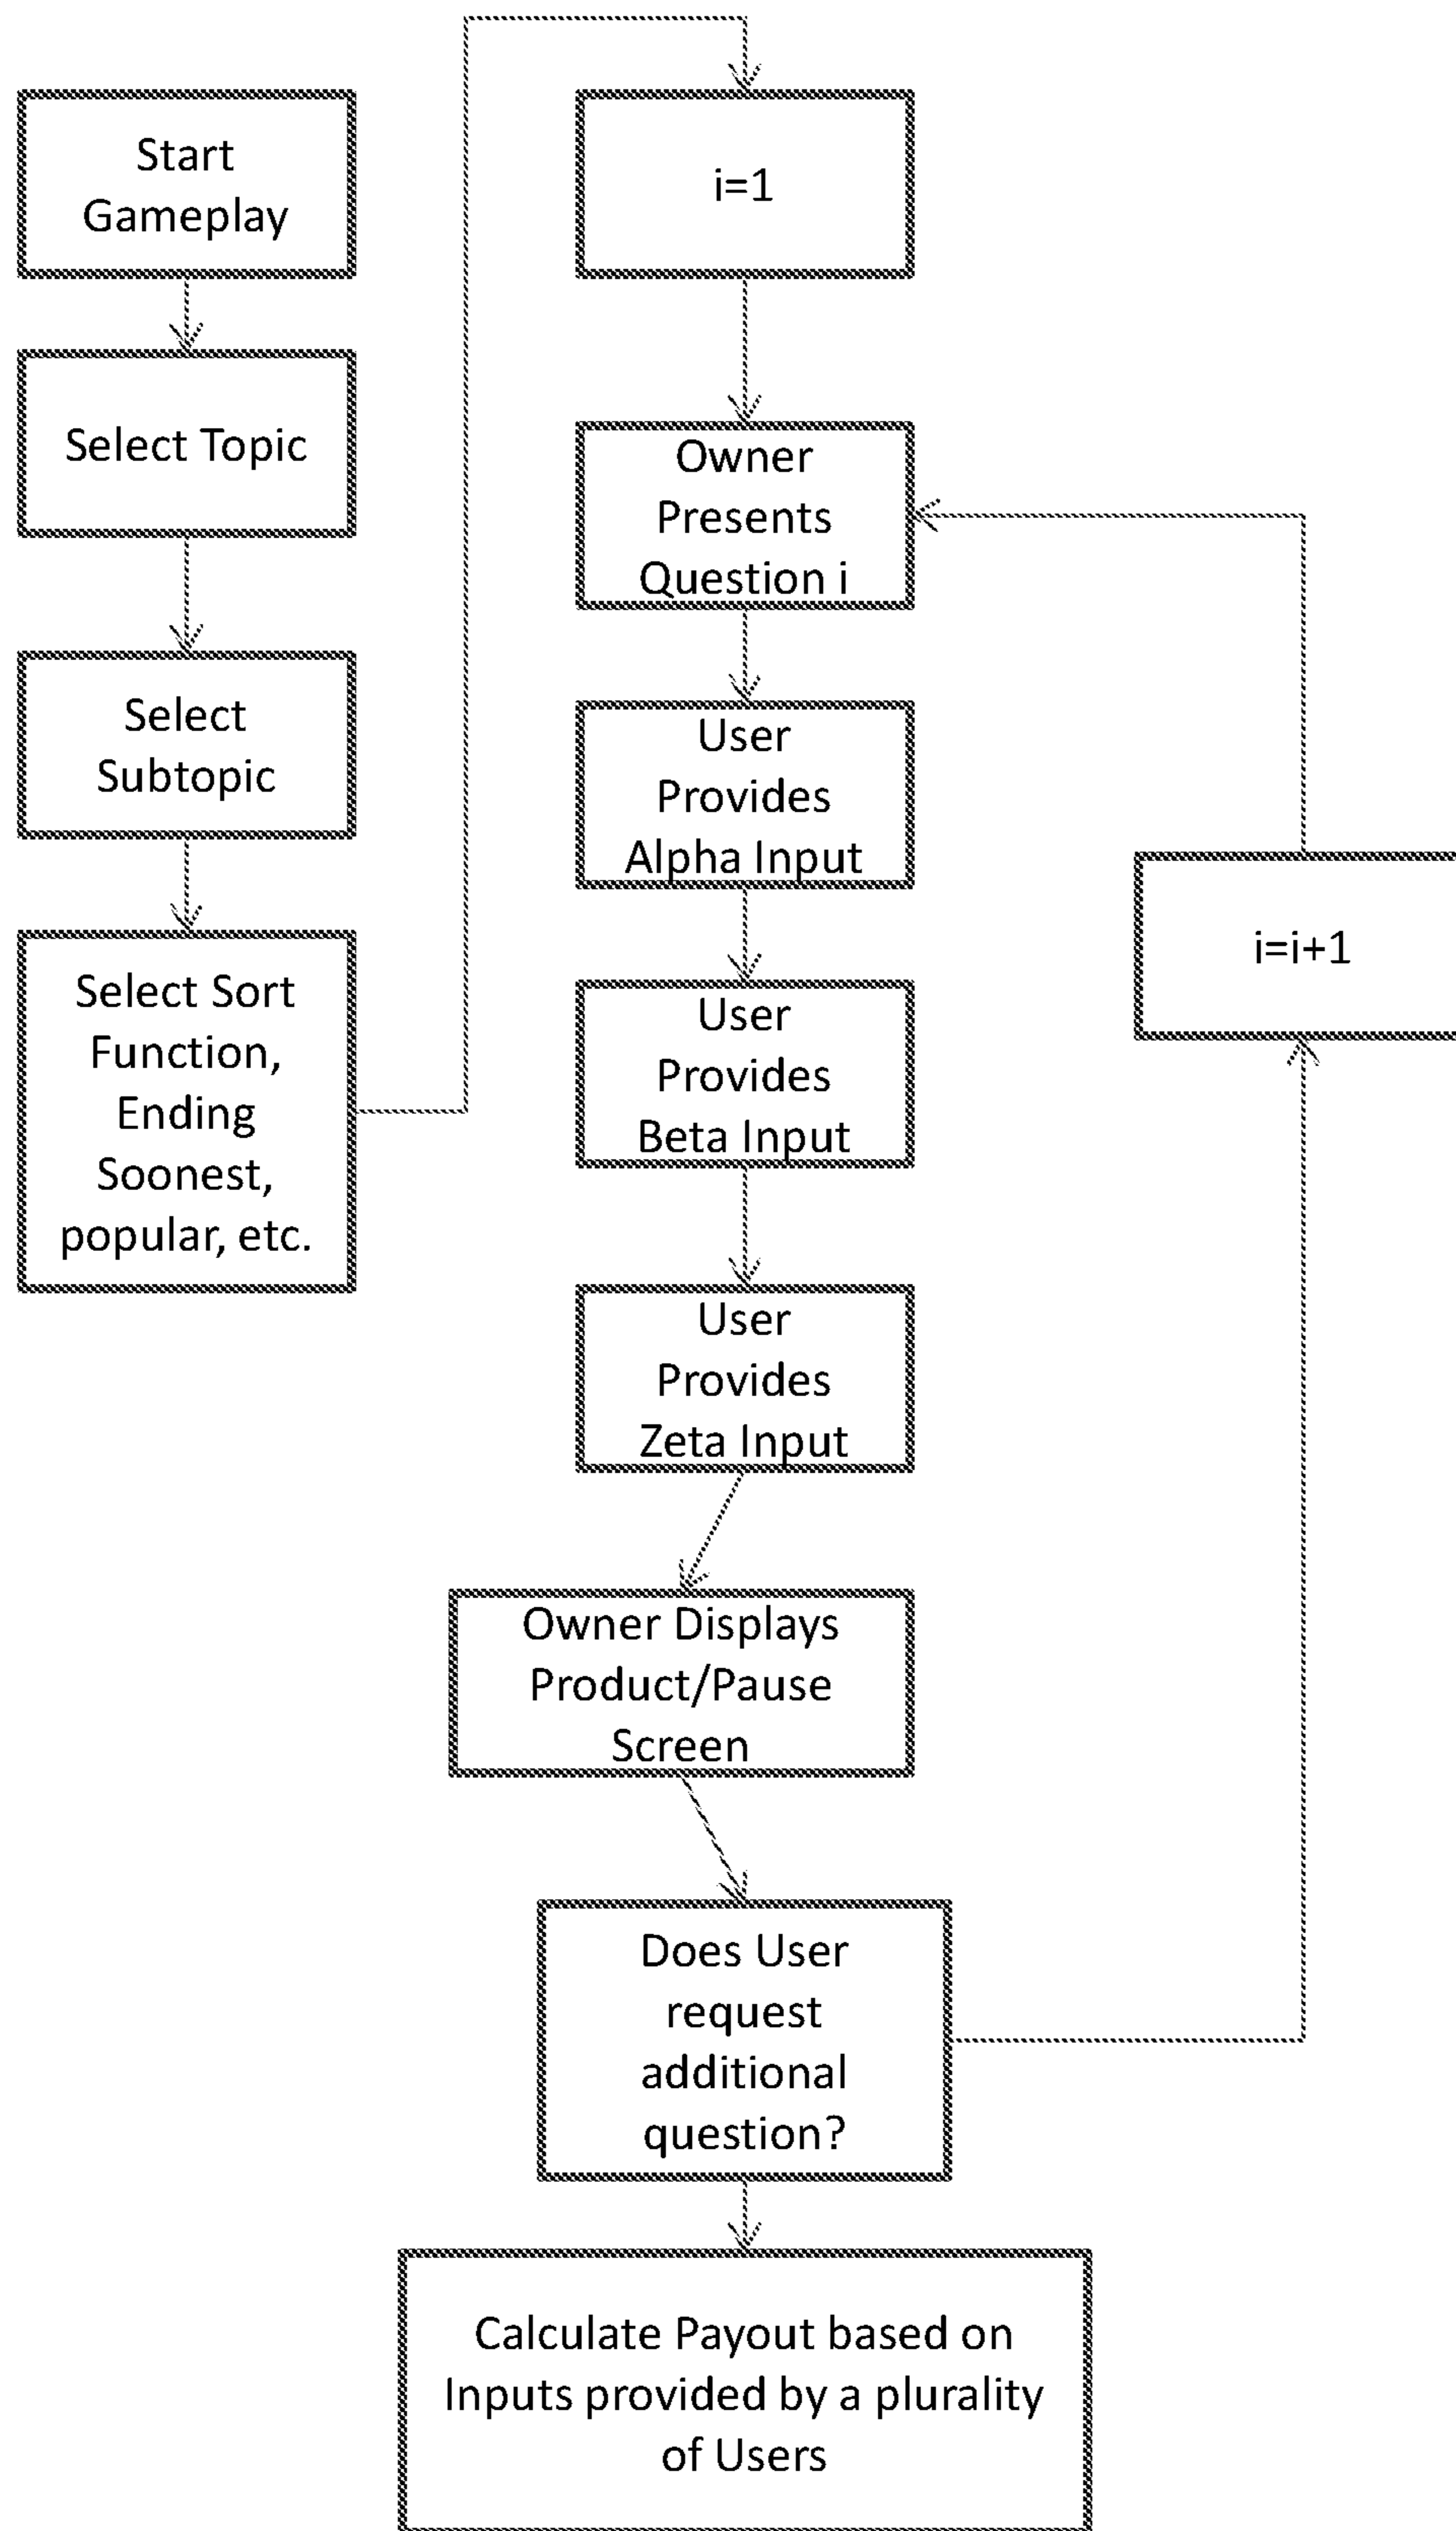 Start
Gameplay
Select Topic
Select
Subtopic
Select Sort
Function,
Ending
Soonest,
popular, etc.
i=1
Owner
Presents
Question i
User
Provides
Alpha Input
User
Provides
Beta Input
User
Provides
Zeta Input
Owner Displays
Product/Pause
Screen
Does User
request
additional
question?
i=i+1
Calculate Payout based on
Inputs provided by a plurality
of Users